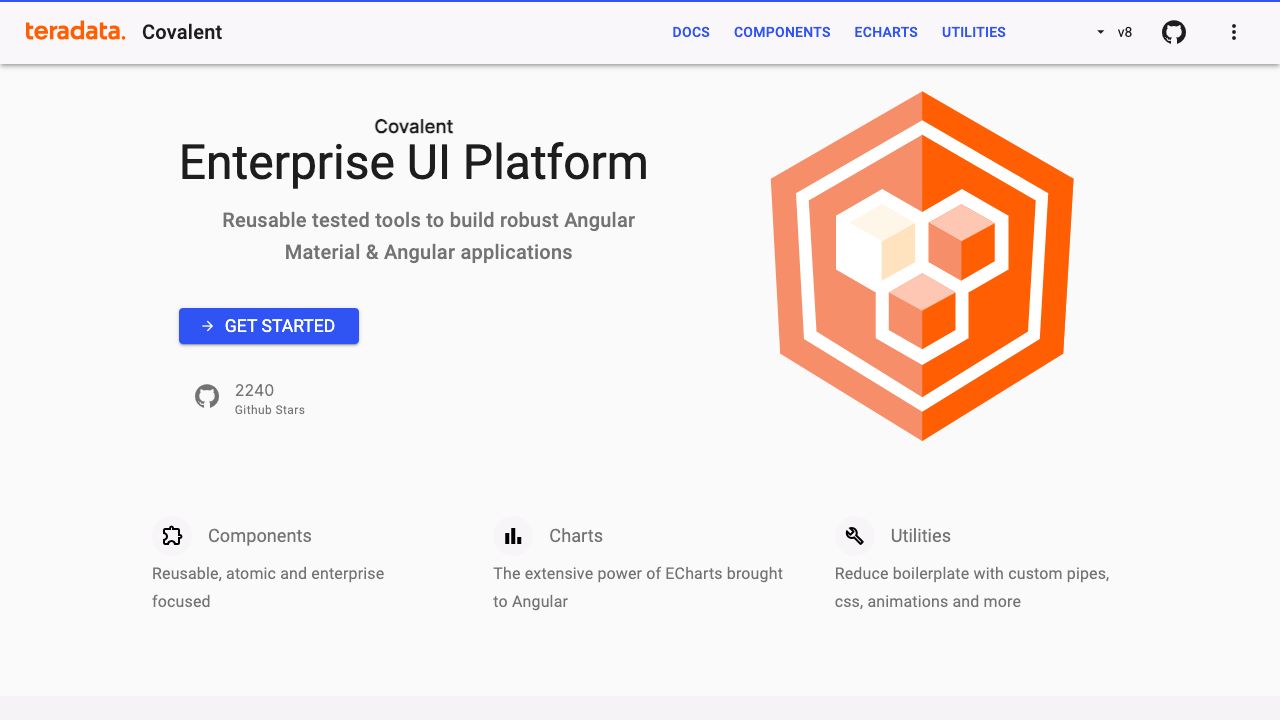 teradata. Covalent
DOCS COMPONENTS ECHARTS UTILITIES v8
Covalent
Enterprise UI Platform
Reusable tested tools to build robust Angular
Material & Angular applications
GET STARTED
2240
Github Stars
Components
Reusable, atomic and enterprise
focused
Charts
The extensive power of ECharts brought
to Angular
Utilities
Reduce boilerplate with custom pipes,
css, animations and more